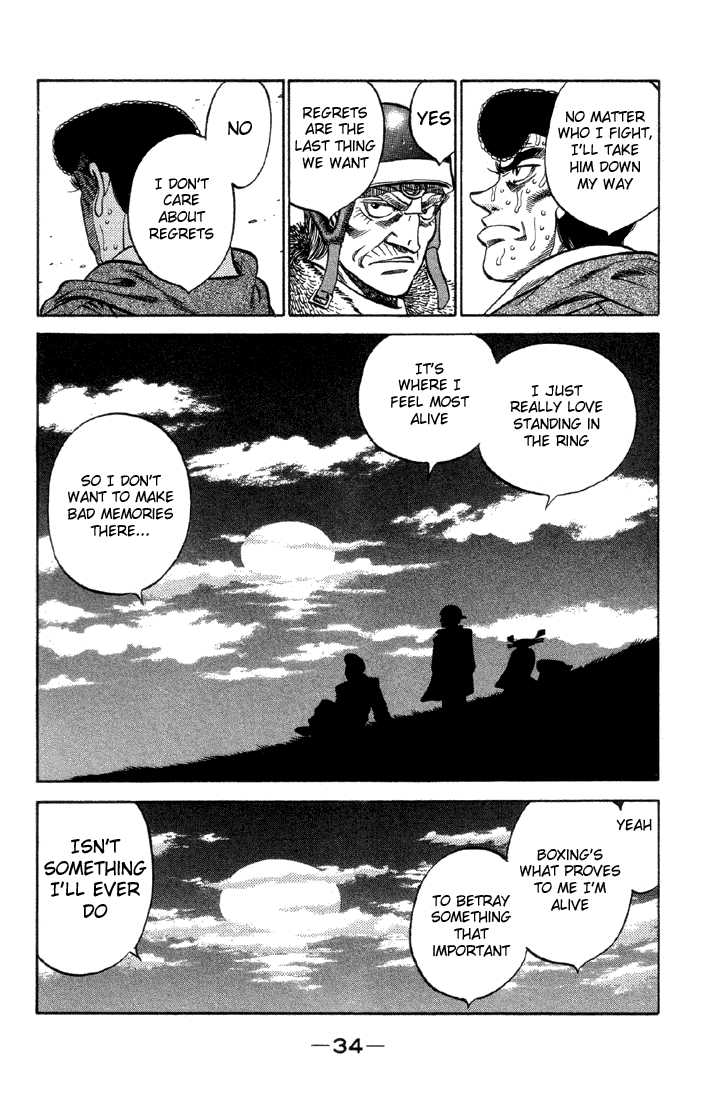 NO MATTER
WHO I FIGHT,
I'LL TAKE
HIM DOWN
MY WAY
YES
REGRETS
ARE THE
LAST THING
WE WANT
NO
I DON'T
CARE
ABOUT
REGRETS
I JUST
REALLY LOVE
STANDING
IN THE RING
IT'S
WHERE I
FEEL MOST
ALIVE
SO I DON'T
WANT TO MAKE
BAD MEMORIES
THERE...
YEAH
BOXING'S
WHAT PROVES
TO ME I'M
ALIVE
TO BETRAY
SOMETHING
THAT
IMPORTANT
ISN'T
SOMETHING
I'LL EVER
DO
—34—